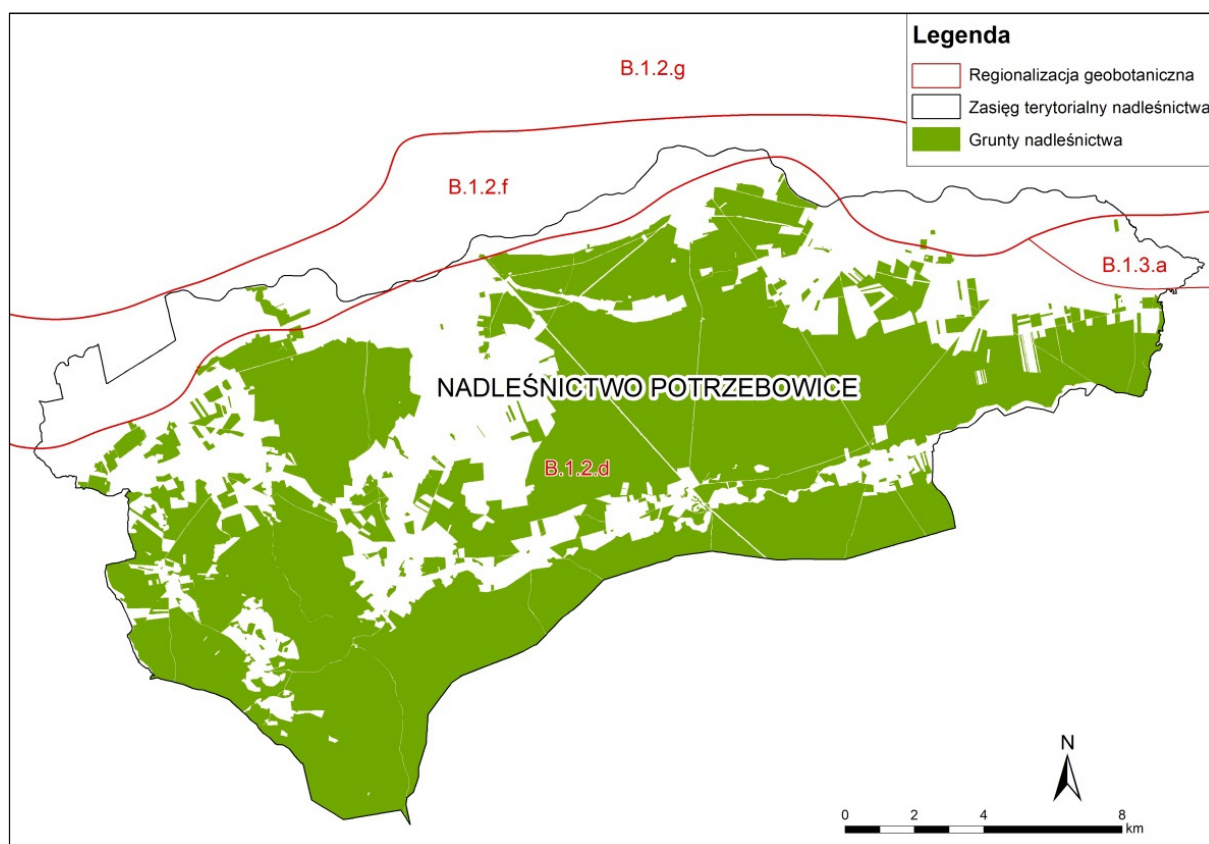 B.1.2.g
Legenda
Regionalizacja geobotaniczna
Zasięg terytorialny nadleśnictwa
Grunty nadleśnictwa
B.1.2.f
B.1.3.a
NADLEŚNICTWO POTRZEBOWICE
B.1.2.d
N
0 2 4 8
km